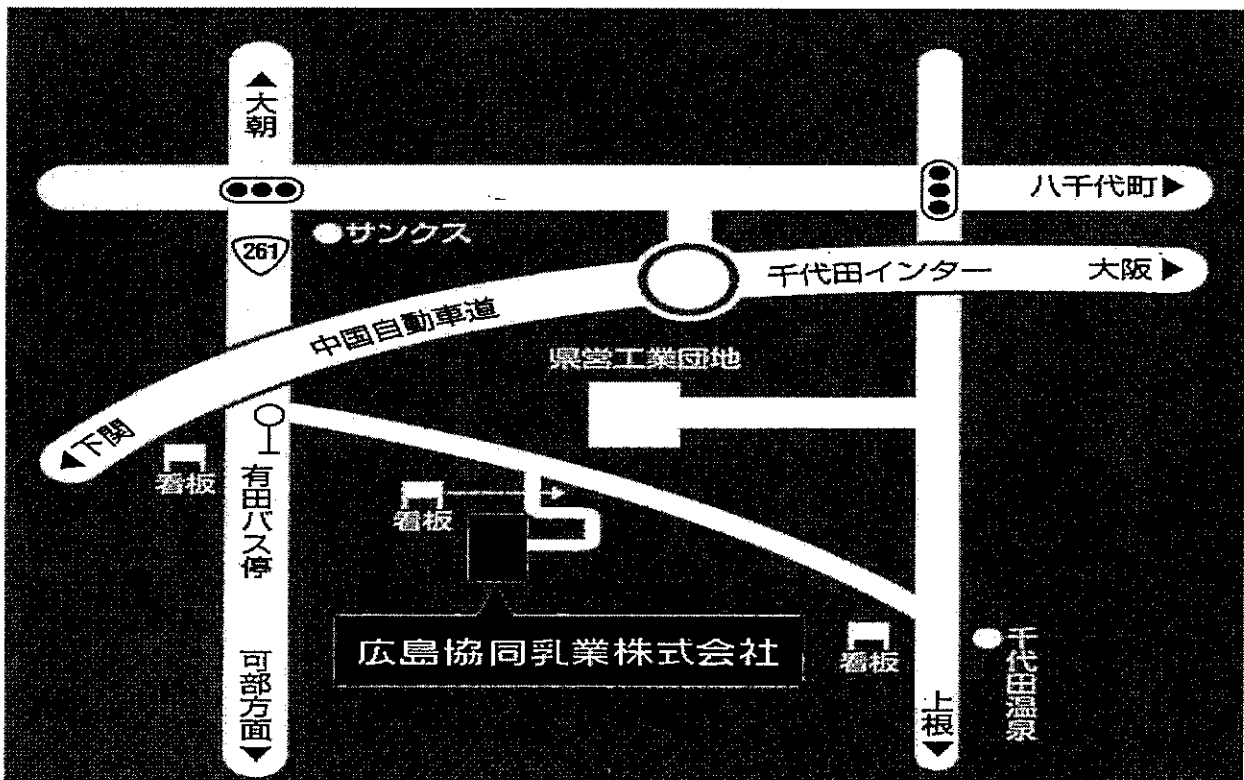 大朝
八千代町
サンクス
261
千代田インター
大阪
中国自動車道
県営工業団地
下関
看板
有田バス停
看板
広島協同乳業株式会社
看板
千代田温泉
可部方面
上根